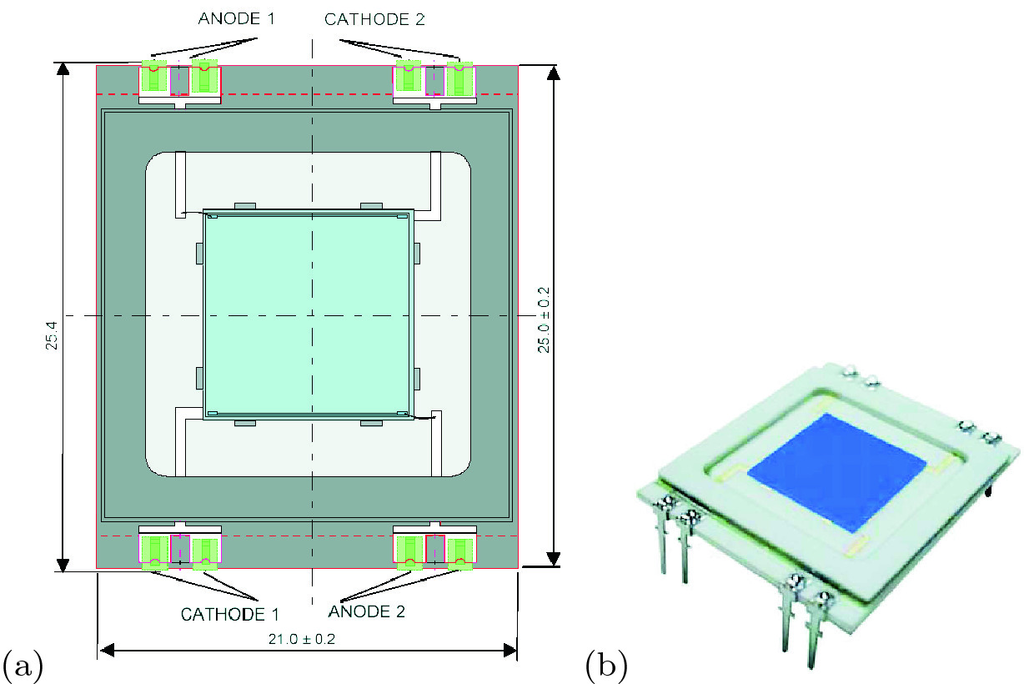 ANODE 1
CATHODE 2
25.4
25.0 ± 0.2
CATHODE 1
ANODE 2
21.0 ± 0.2
(a)
(b)